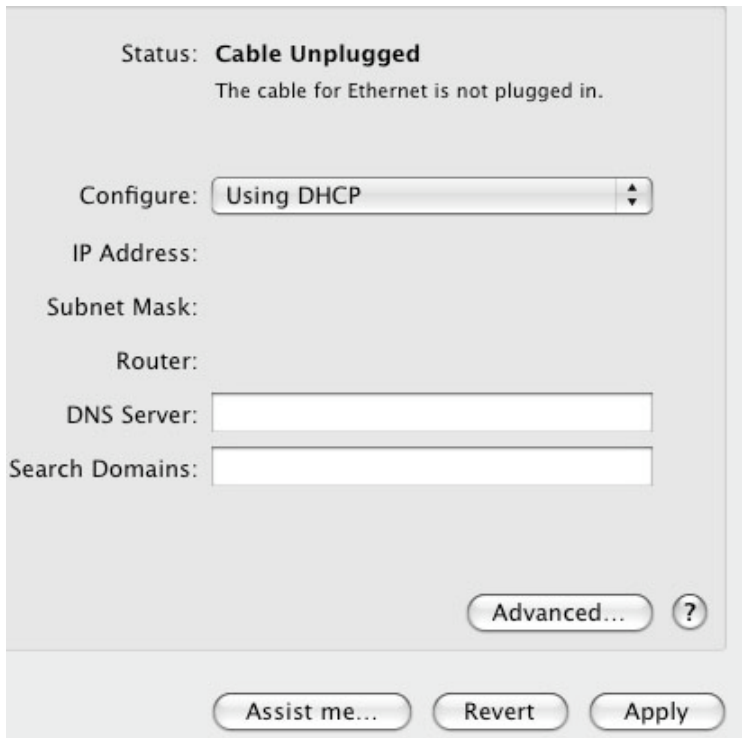 Status: Cable Unplugged
The cable for Ethernet is not plugged in.
Configure: Using DHCP
IP Address:
Subnet Mask:
Router:
DNS Server:
Search Domains:
Advanced... ?
Assist me... Revert Apply